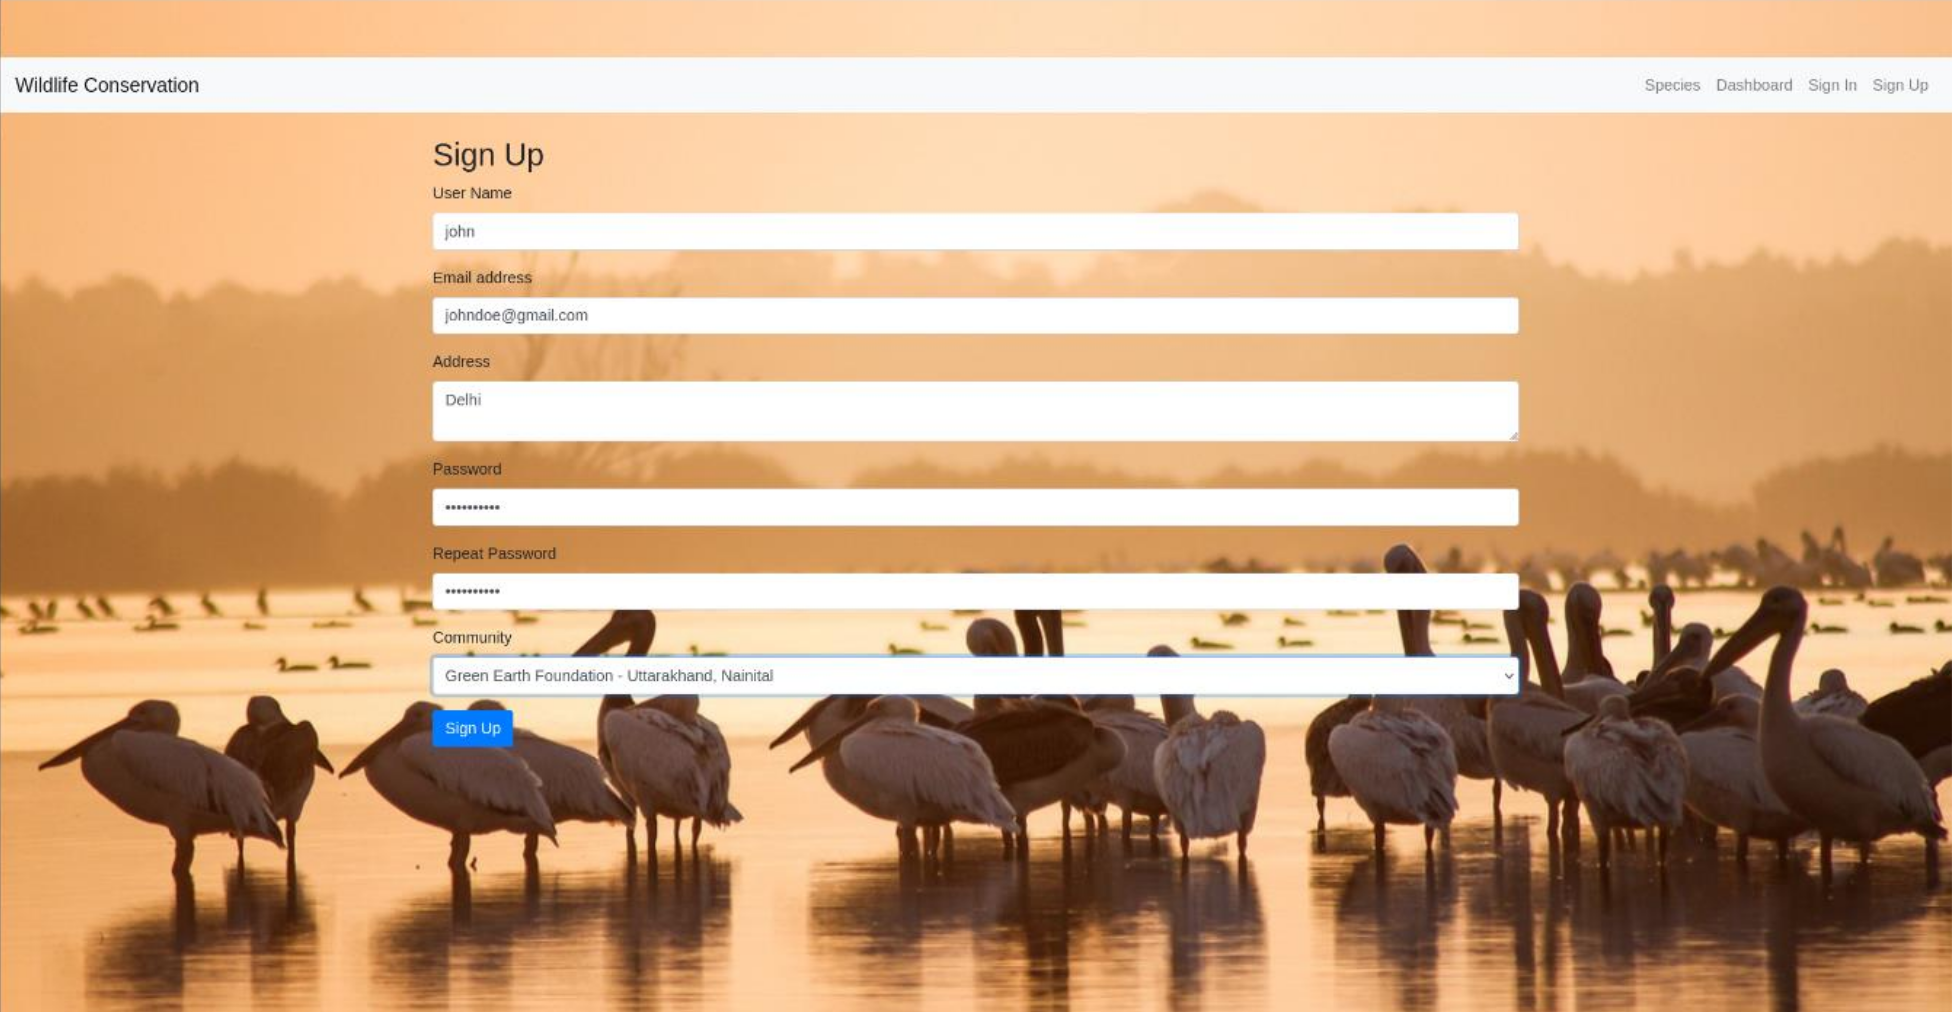 Wildlife Conservation
Species Dashboard Sign In Sign Up
Sign Up
User Name
john
Email address
johndoe@gmail.com
Address
Delhi
Password
••••••••••
Repeat Password
••••••••••
Community
Green Earth Foundation - Uttarakhand, Nainital
Sign Up